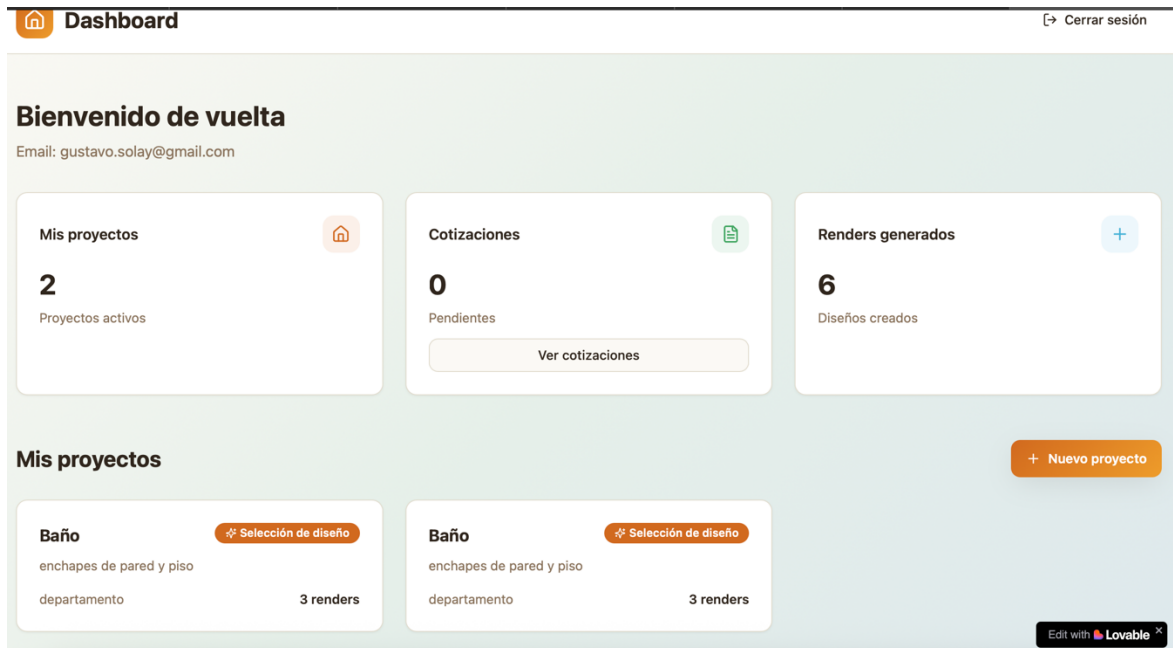 Dashboard
Cerrar sesión
Bienvenido de vuelta
Email: gustavo.solay@gmail.com
Mis proyectos
2
Proyectos activos
Cotizaciones
0
Pendientes
Ver cotizaciones
Renders generados
6
Diseños creados
Mis proyectos
+ Nuevo proyecto
Baño
Selección de diseño
enchapes de pared y piso
departamento
3 renders
Baño
Selección de diseño
enchapes de pared y piso
departamento
3 renders
Edit with Lovable